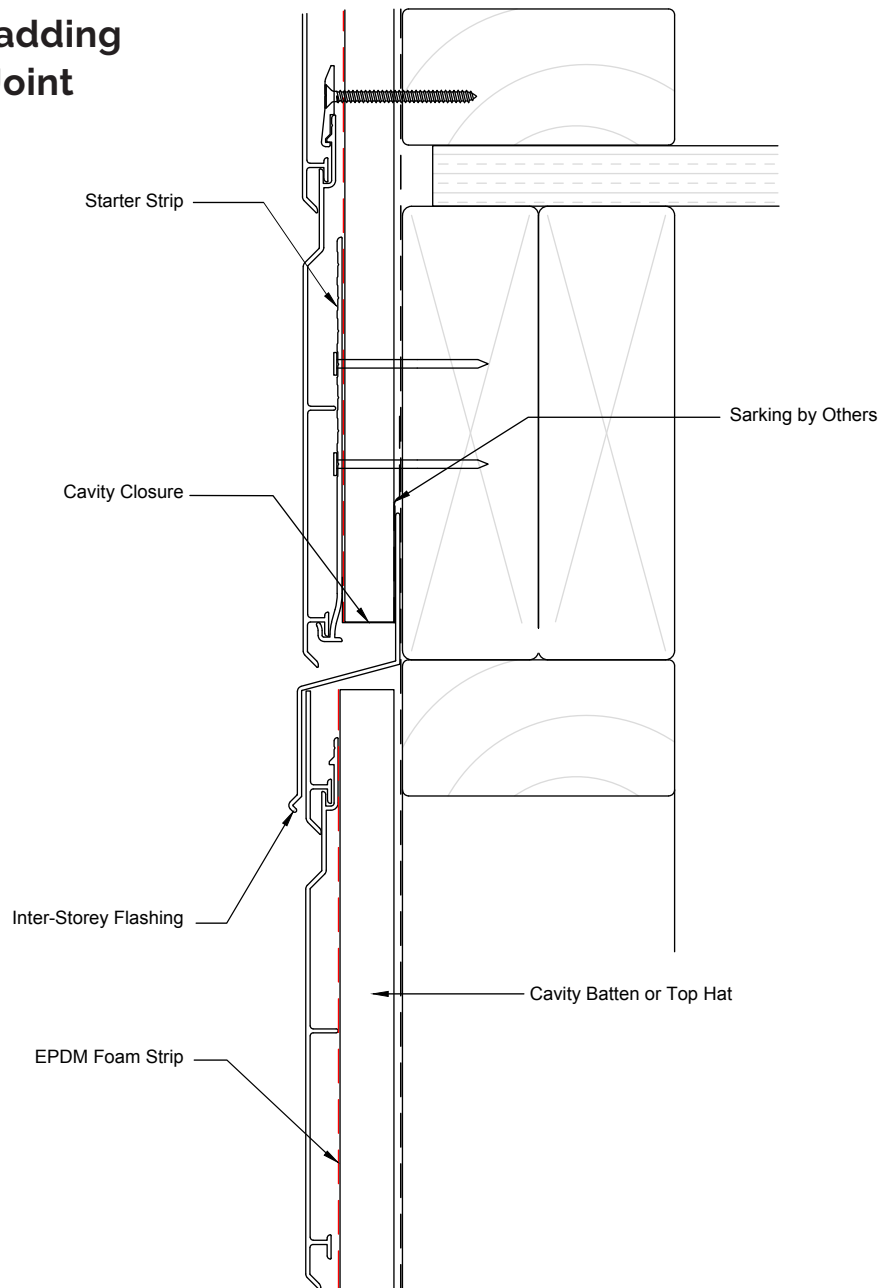 adding
Joint
Starter Strip
Sarking by Others
Cavity Closure
Inter-Storey Flashing
Cavity Batten or Top Hat
EPDM Foam Strip